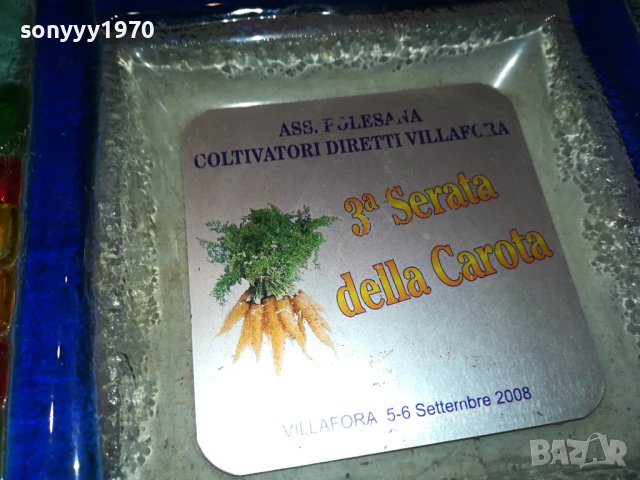 sonyyy1970
ASS. POLESANA
COLTIVATORI DIRETTI VILLAFORA
3ª Serata
della Carota
VILLAFORA 5-6 Settembre 2008
BAZAR